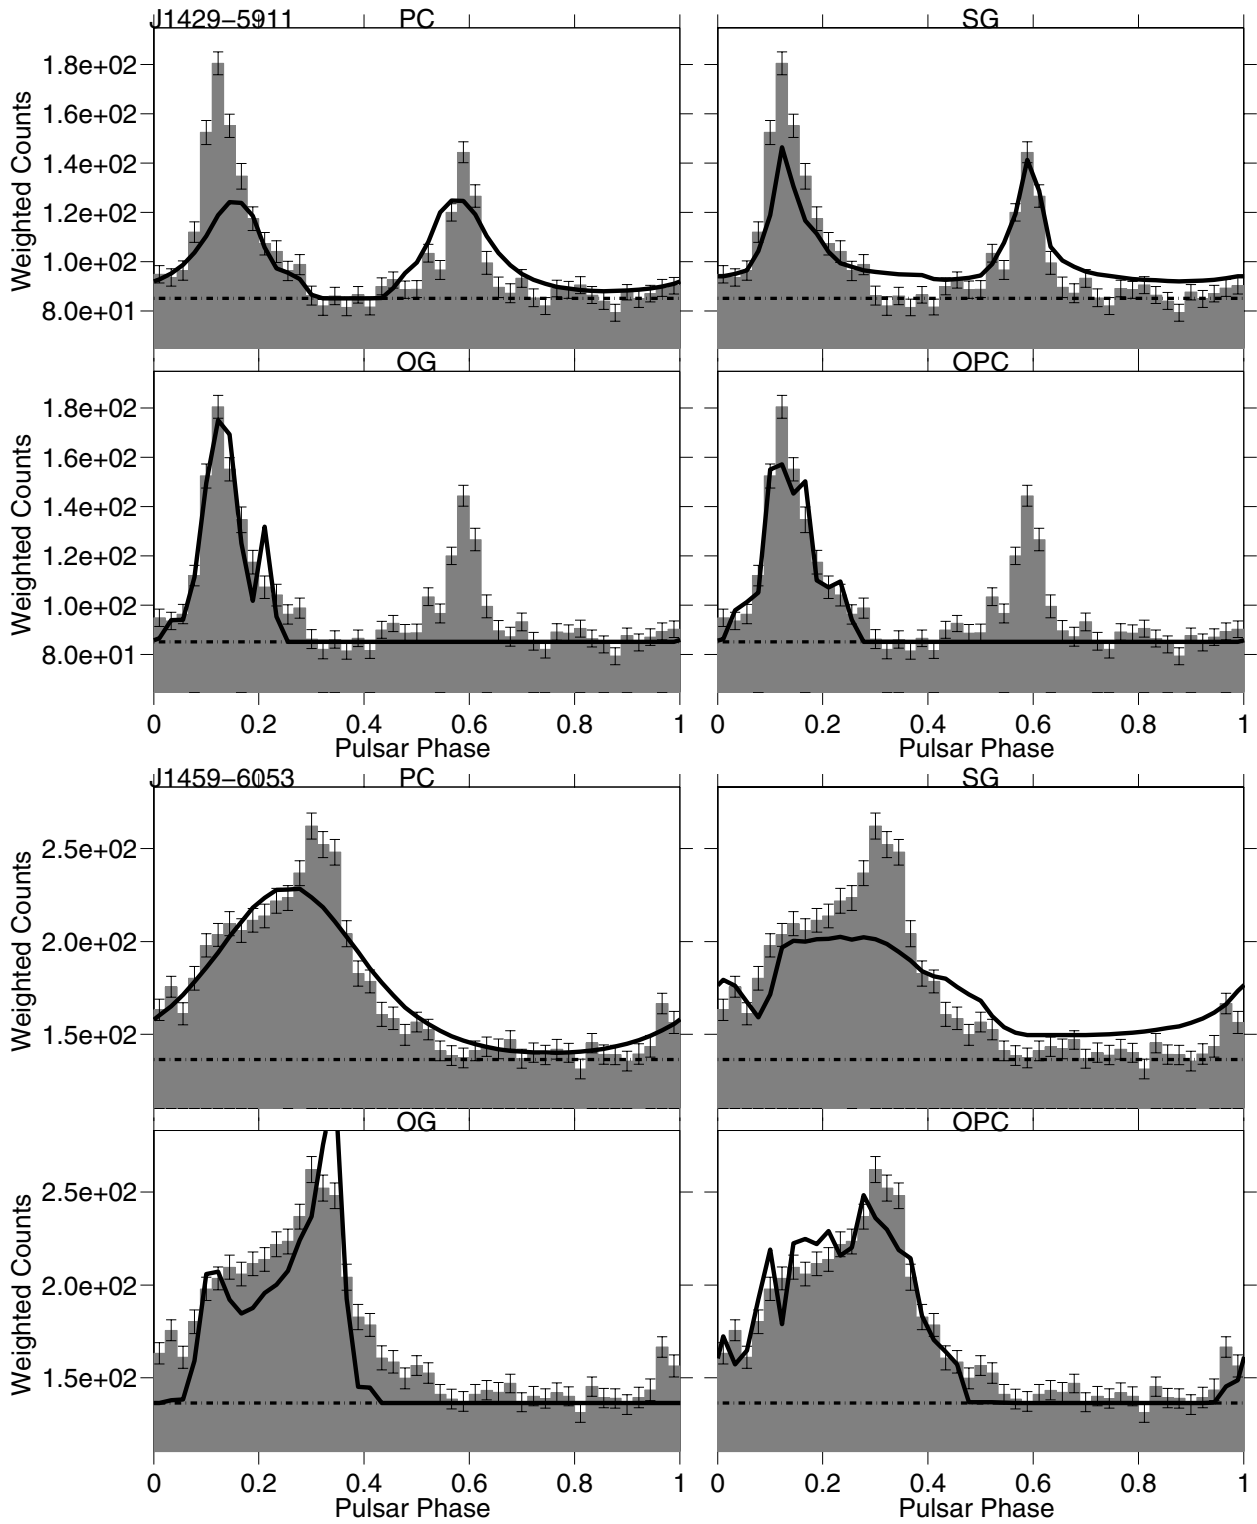 J1429−5911 PC SG
1.8e+02
1.6e+02
1.4e+02
1.2e+02
1.0e+02
8.0e+01
Weighted Counts
OG OPC
1.8e+02
1.6e+02
1.4e+02
1.2e+02
1.0e+02
8.0e+01
Weighted Counts
0 0.2 0.4 0.6 0.8 1 0 0.2 0.4 0.6 0.8 1
Pulsar Phase Pulsar Phase
J1459−6053 PC SG
2.5e+02
2.0e+02
1.5e+02
Weighted Counts
OG OPC
2.5e+02
2.0e+02
1.5e+02
Weighted Counts
0 0.2 0.4 0.6 0.8 1 0 0.2 0.4 0.6 0.8 1
Pulsar Phase Pulsar Phase